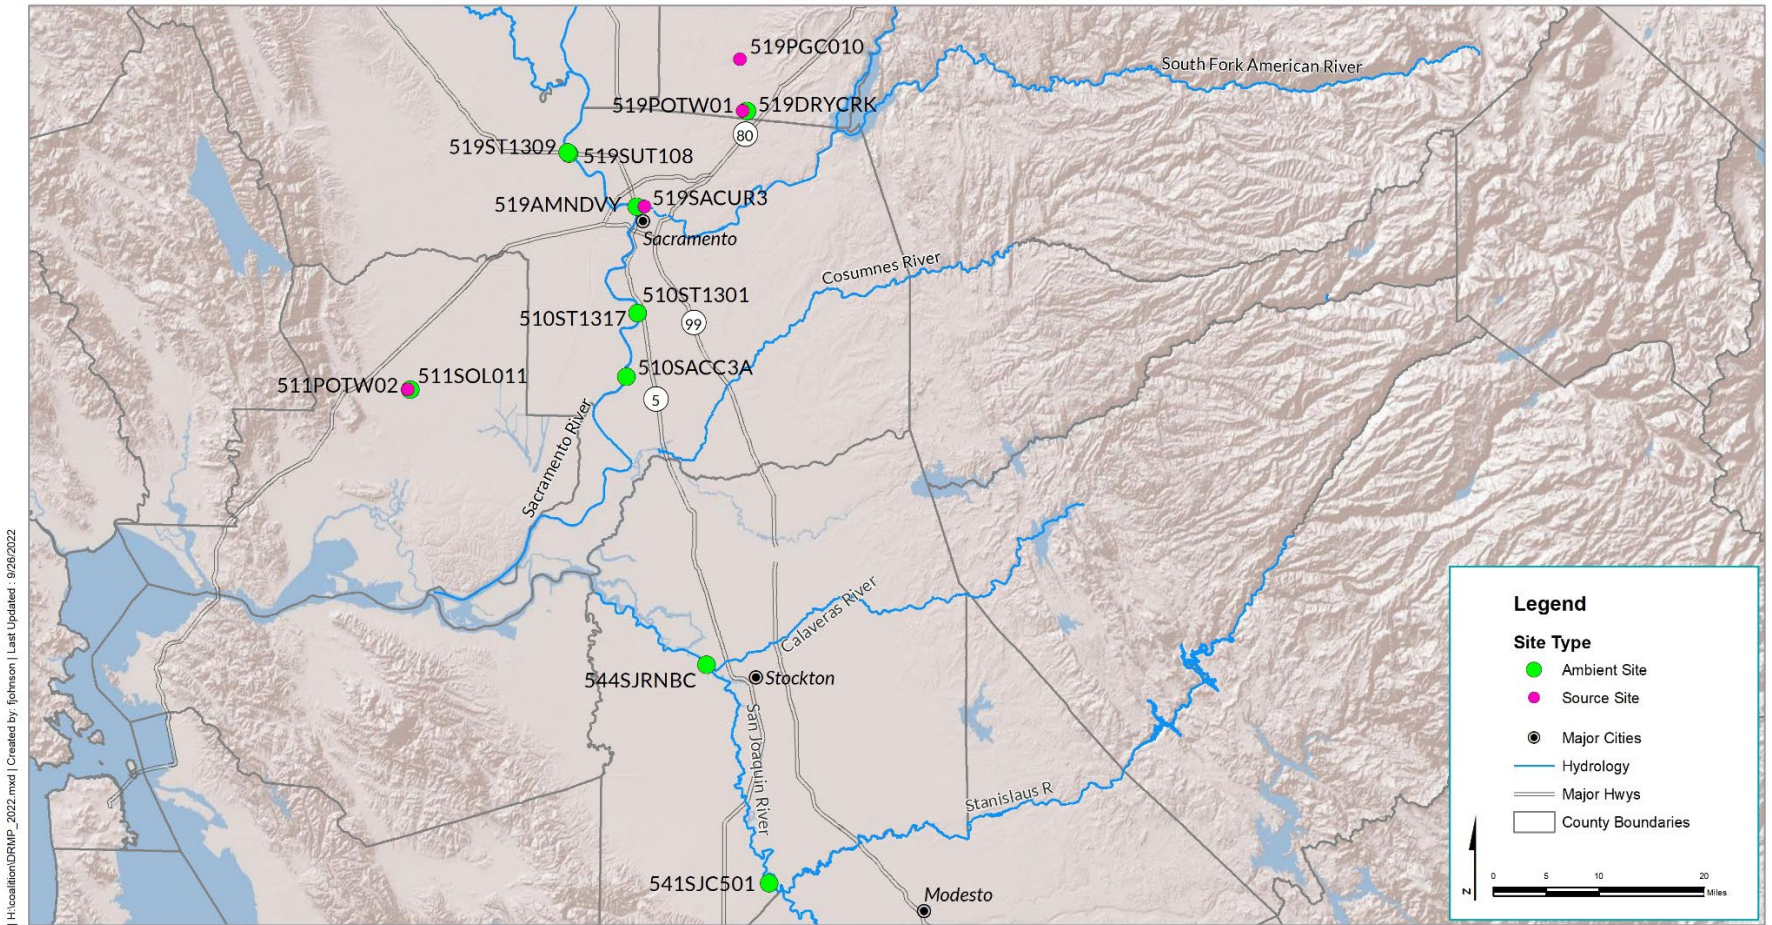 519PGC010
South Fork American River
519POTW01
519DRYCRK
80
519ST1309
519SUT108
519AMNDVY
519SACUR3
Sacramento
Cosumnes River
510ST1301
510ST1317
99
510SACC3A
511POTW02
511SOL011
5
Sacramento River
Calaveras River
544SJRNBC
Stockton
San Joaquin River
Stanislaus R
541SJC501
Modesto
Legend
Site Type
Ambient Site
Source Site
Major Cities
Hydrology
Major Hwys
County Boundaries
N
0 5 10 20
Miles
| H:\coalition\DRMP_2022.mxd | Created by: fjohnson | Last Updated : 9/26/2022